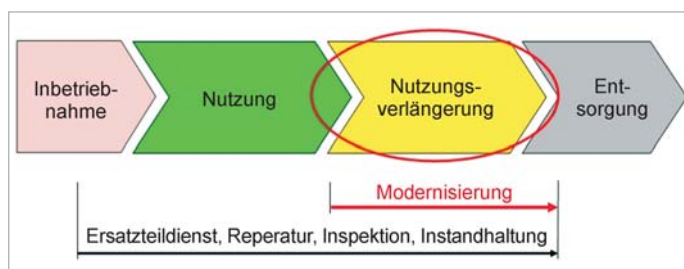 Inbetrieb-
nahme
Nutzung
Nutzungs-
verlängerung
Ent-
sorgung
Modernisierung
Ersatzteildienst, Reperatur, Inspektion, Instandhaltung